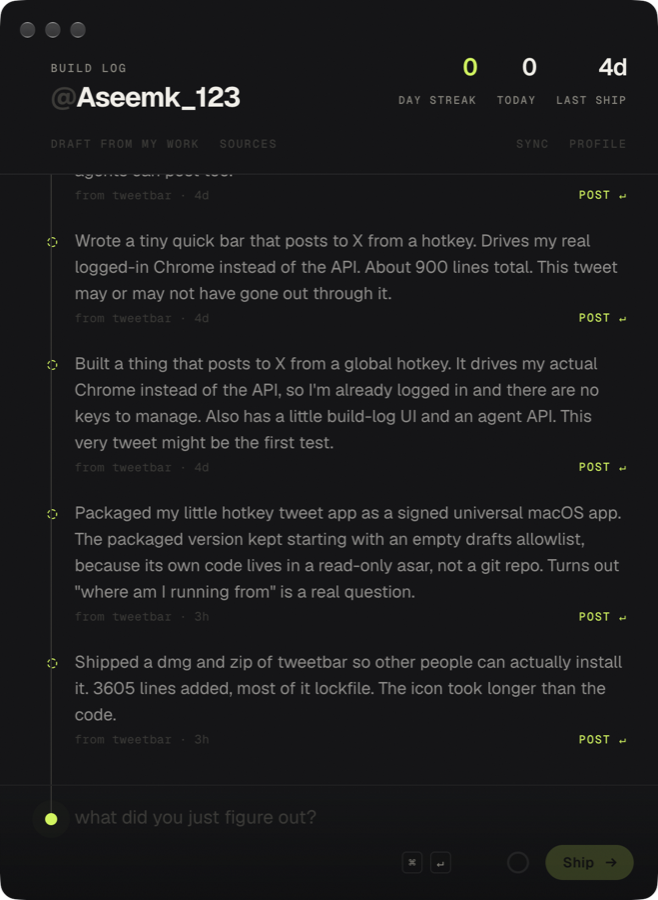 BUILD LOG
@Aseemk_123
0 0 4d
DAY STREAK TODAY LAST SHIP
DRAFT FROM MY WORK SOURCES SYNC PROFILE
from tweetbar · 4d POST ↵
Wrote a tiny quick bar that posts to X from a hotkey. Drives my real
logged-in Chrome instead of the API. About 900 lines total. This tweet
may or may not have gone out through it.
from tweetbar · 4d POST ↵
Built a thing that posts to X from a global hotkey. It drives my actual
Chrome instead of the API, so I'm already logged in and there are no
keys to manage. Also has a little build-log UI and an agent API. This
very tweet might be the first test.
from tweetbar · 4d POST ↵
Packaged my little hotkey tweet app as a signed universal macOS app.
The packaged version kept starting with an empty drafts allowlist,
because its own code lives in a read-only asar, not a git repo. Turns out
"where am I running from" is a real question.
from tweetbar · 3h POST ↵
Shipped a dmg and zip of tweetbar so other people can actually install
it. 3605 lines added, most of it lockfile. The icon took longer than the
code.
from tweetbar · 3h POST ↵
what did you just figure out?
⌘ ↵ Ship →